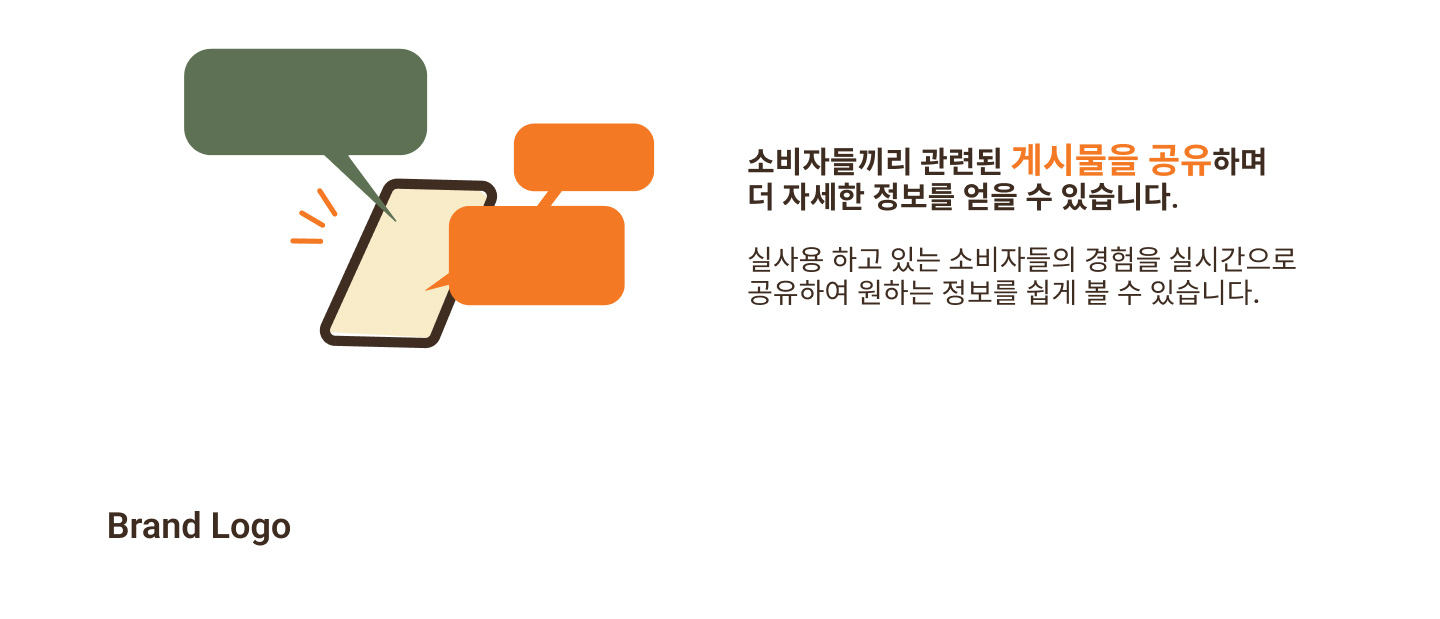 소비자들끼리 관련된 게시물을 공유하며
더 자세한 정보를 얻을 수 있습니다.
실사용 하고 있는 소비자들의 경험을 실시간으로
공유하여 원하는 정보를 쉽게 볼 수 있습니다.
Brand Logo